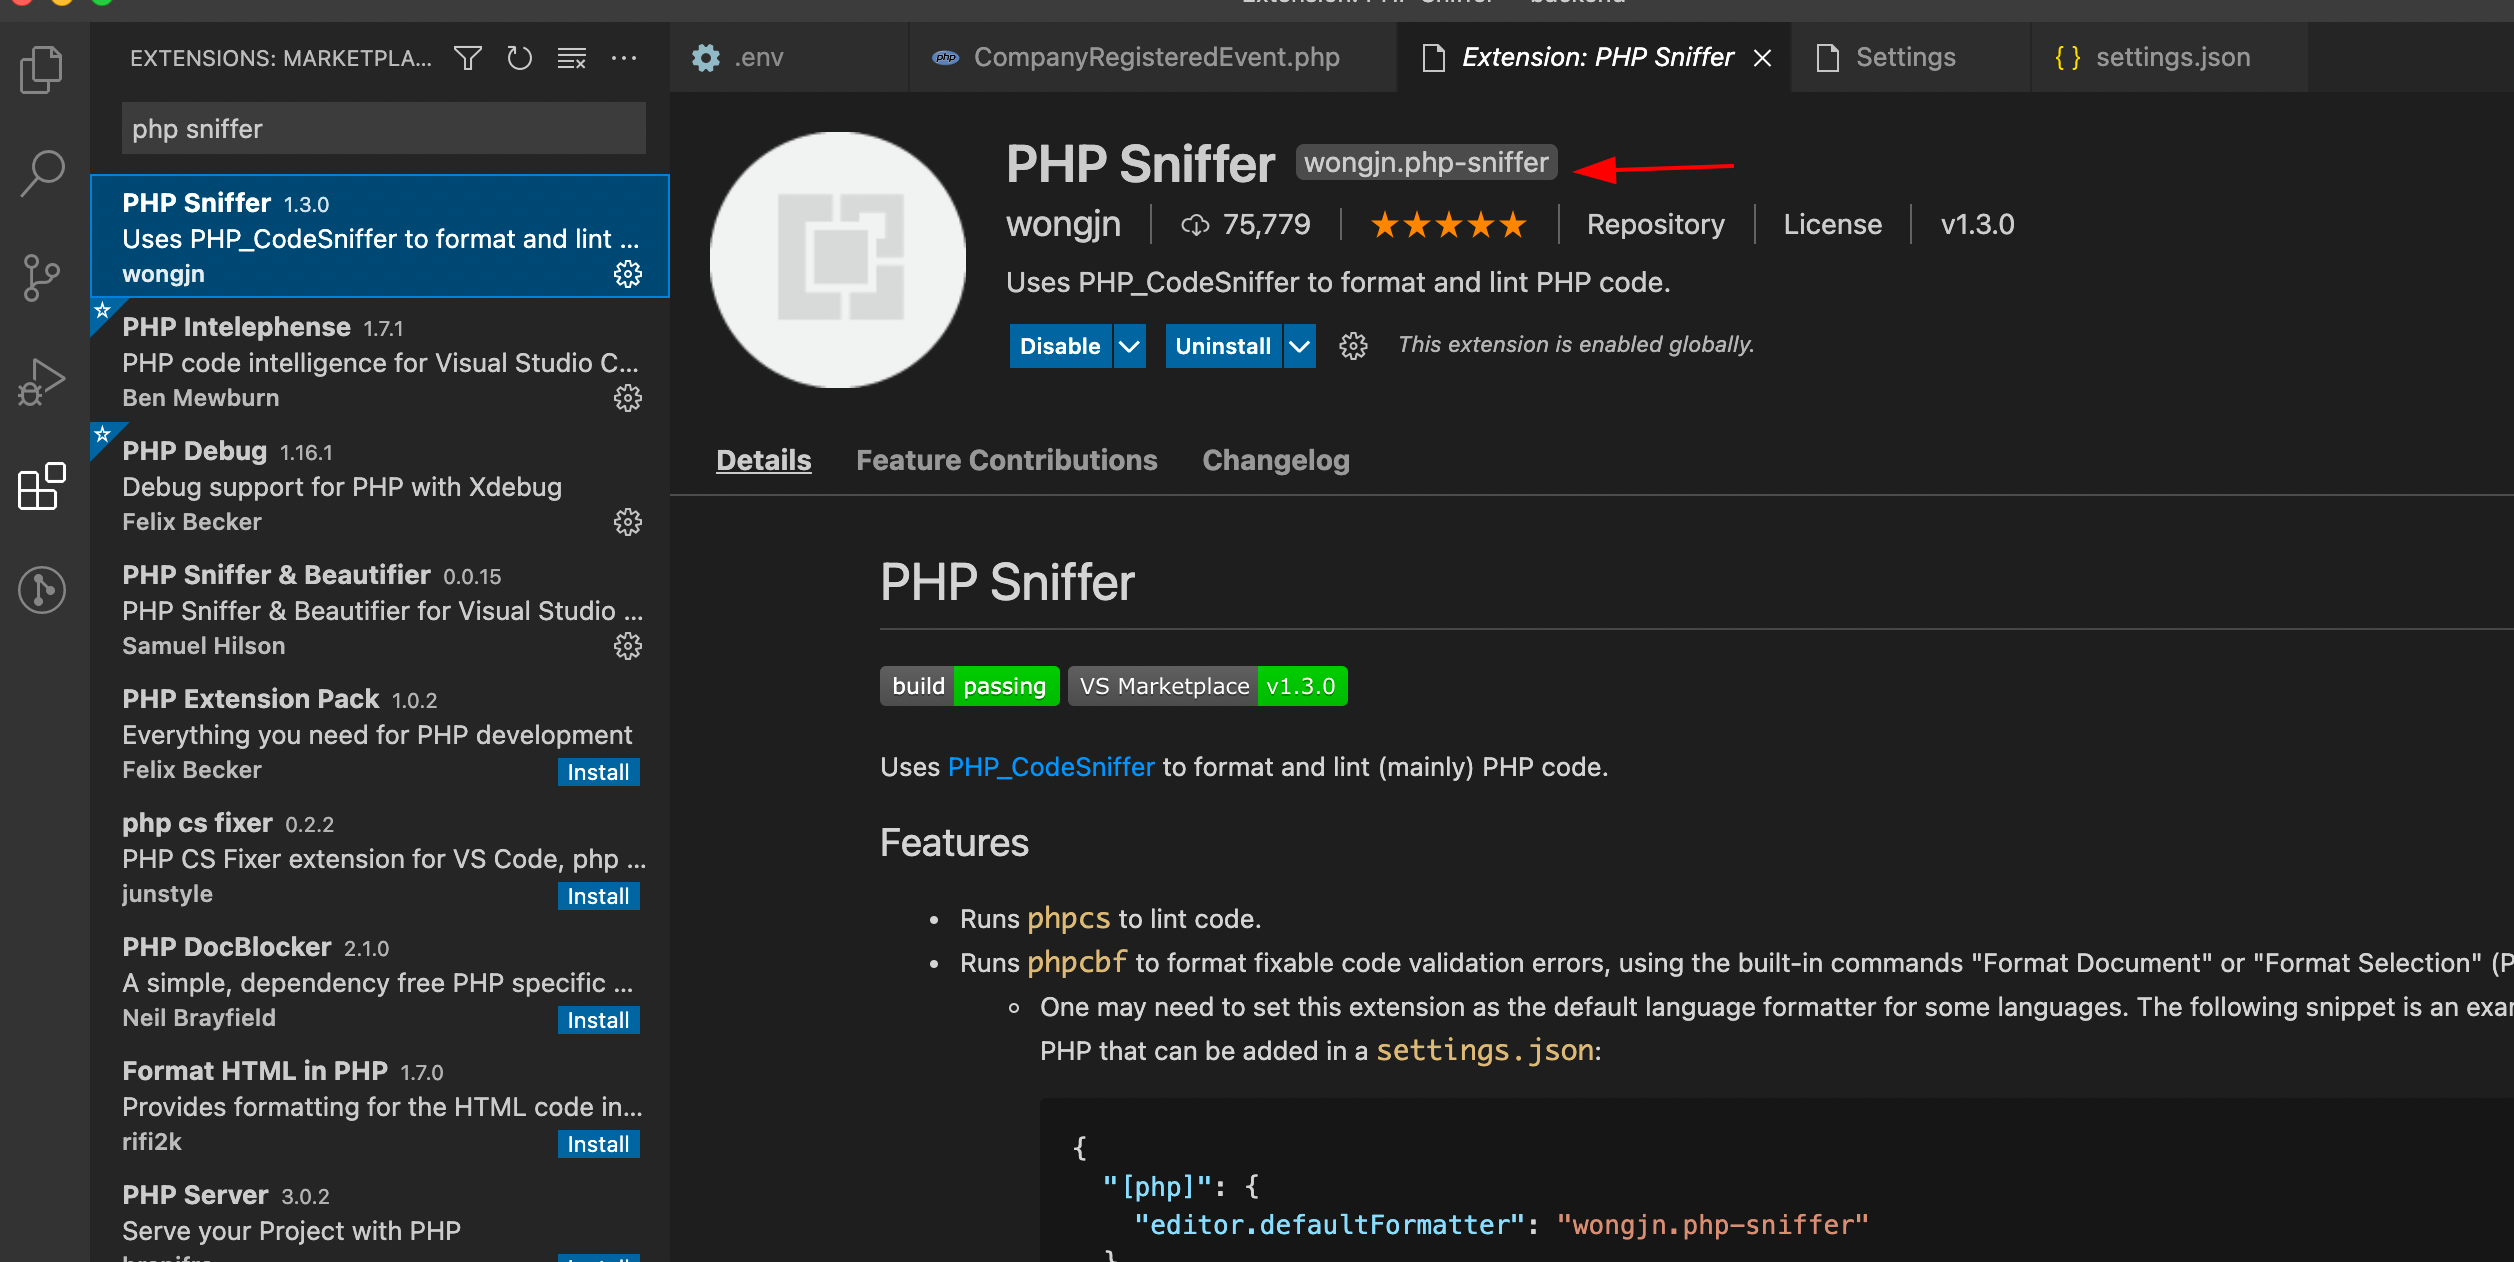 EXTENSIONS: MARKETPLA...
php sniffer
PHP Sniffer 1.3.0
Uses PHP_CodeSniffer to format and lint ...
wongjn
PHP Intelephense 1.7.1
PHP code intelligence for Visual Studio C...
Ben Mewburn
PHP Debug 1.16.1
Debug support for PHP with Xdebug
Felix Becker
PHP Sniffer & Beautifier 0.0.15
PHP Sniffer & Beautifier for Visual Studio ...
Samuel Hilson
PHP Extension Pack 1.0.2
Everything you need for PHP development
Felix Becker
Install
php cs fixer 0.2.2
PHP CS Fixer extension for VS Code, php ...
junstyle
Install
PHP DocBlocker 2.1.0
A simple, dependency free PHP specific ...
Neil Brayfield
Install
Format HTML in PHP 1.7.0
Provides formatting for the HTML code in...
rifi2k
Install
PHP Server 3.0.2
Serve your Project with PHP
.env
php CompanyRegisteredEvent.php
Extension: PHP Sniffer
Settings
{ } settings.json
PHP Sniffer wongjn.php-sniffer
wongjn 75,779 Repository License v1.3.0
Uses PHP_CodeSniffer to format and lint PHP code.
Disable Uninstall This extension is enabled globally.
Details Feature Contributions Changelog
PHP Sniffer
build passing VS Marketplace v1.3.0
Uses PHP_CodeSniffer to format and lint (mainly) PHP code.
Features
• Runs phpcs to lint code.
• Runs phpcbf to format fixable code validation errors, using the built-in commands "Format Document" or "Format Selection" (P
One may need to set this extension as the default language formatter for some languages. The following snippet is an exa
PHP that can be added in a settings.json:
{
"[php]": {
"editor.defaultFormatter": "wongjn.php-sniffer"
}